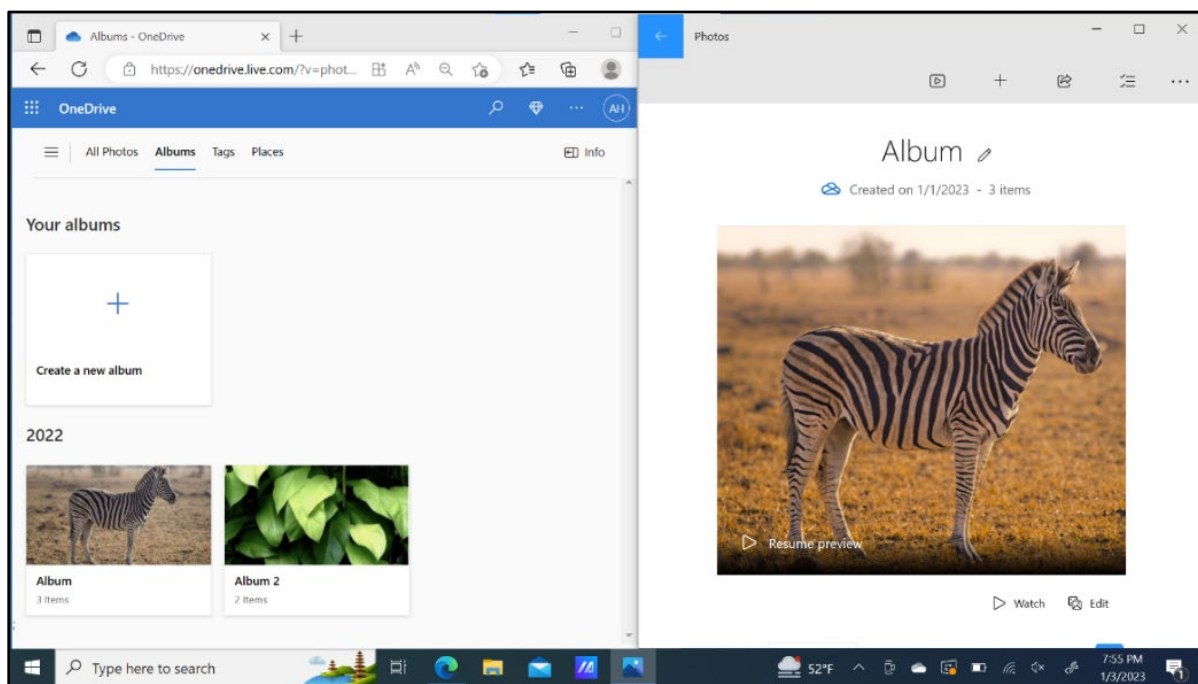 Albums - OneDrive
https://onedrive.live.com/?v=phot...
OneDrive
AH
All Photos Albums Tags Places
Info
Your albums
Create a new album
2022
Album
3 Items
Album 2
2 Items
Photos
Album
Created on 1/1/2023 - 3 items
Resume preview
Watch Edit
Type here to search
52°F
7:55 PM
1/3/2023
1